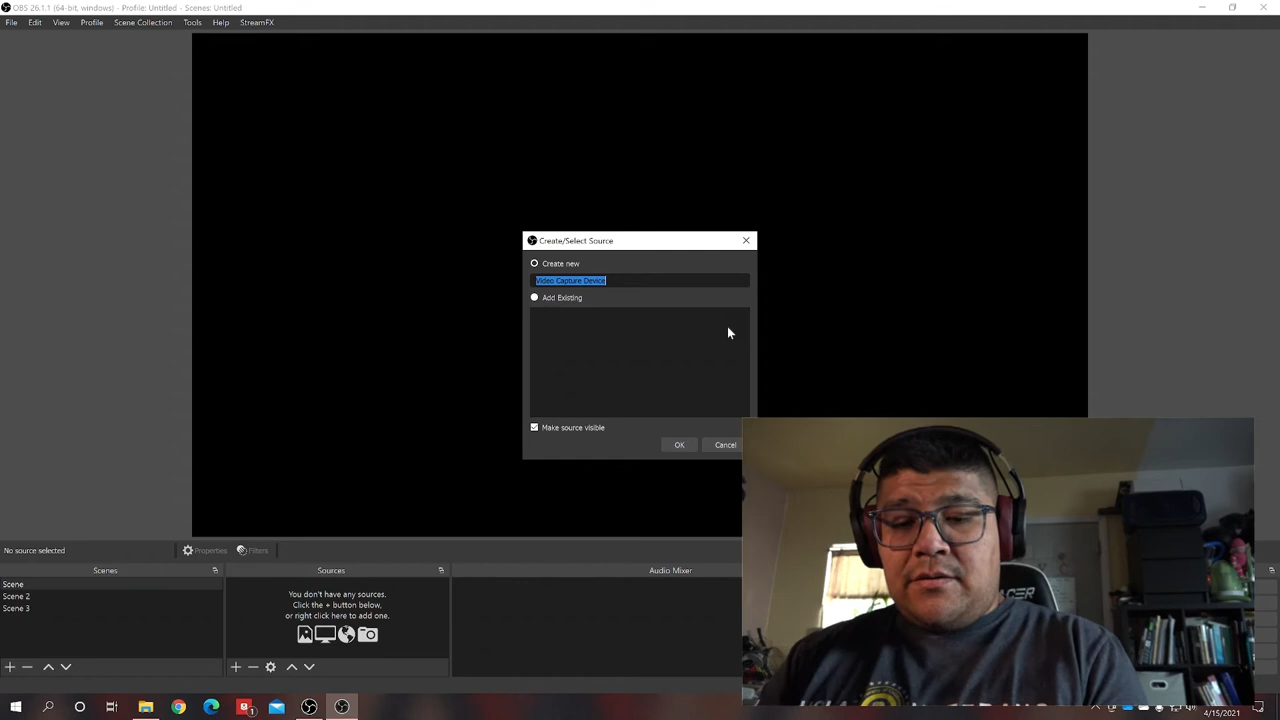 OBS 26.1.1 (64-bit, windows) - Profile: Untitled - Scenes: Untitled
File Edit View Profile Scene Collection Tools Help StreamFX
Create/Select Source
Create new
Video Capture Device
Add Existing
Make source visible
OK Cancel
No source selected
Properties Filters
Scenes Sources Audio Mixer
Scene
Scene 2
Scene 3
You don't have any sources.
Click the + button below,
or right click here to add one.
1
4/15/2021